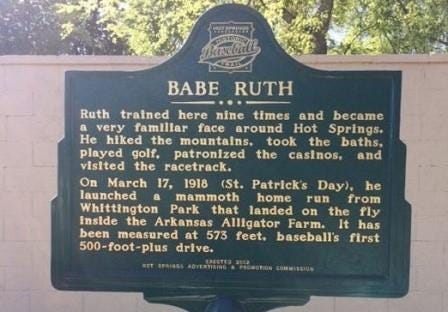 HOT SPRINGS
HISTORIC
Baseball
TRAIL
BABE RUTH
Ruth trained here nine times and became
a very familiar face around Hot Springs.
He hiked the mountains, took the baths,
played golf, patronized the casinos, and
visited the racetrack.
On March 17, 1918 (St. Patrick's Day), he
launched a mammoth home run from
Whittington Park that landed on the fly
inside the Arkansas Alligator Farm. It has
been measured at 573 feet, baseball's first
500-foot-plus drive.
ERECTED 2012
HOT SPRINGS ADVERTISING & PROMOTION COMMISSION